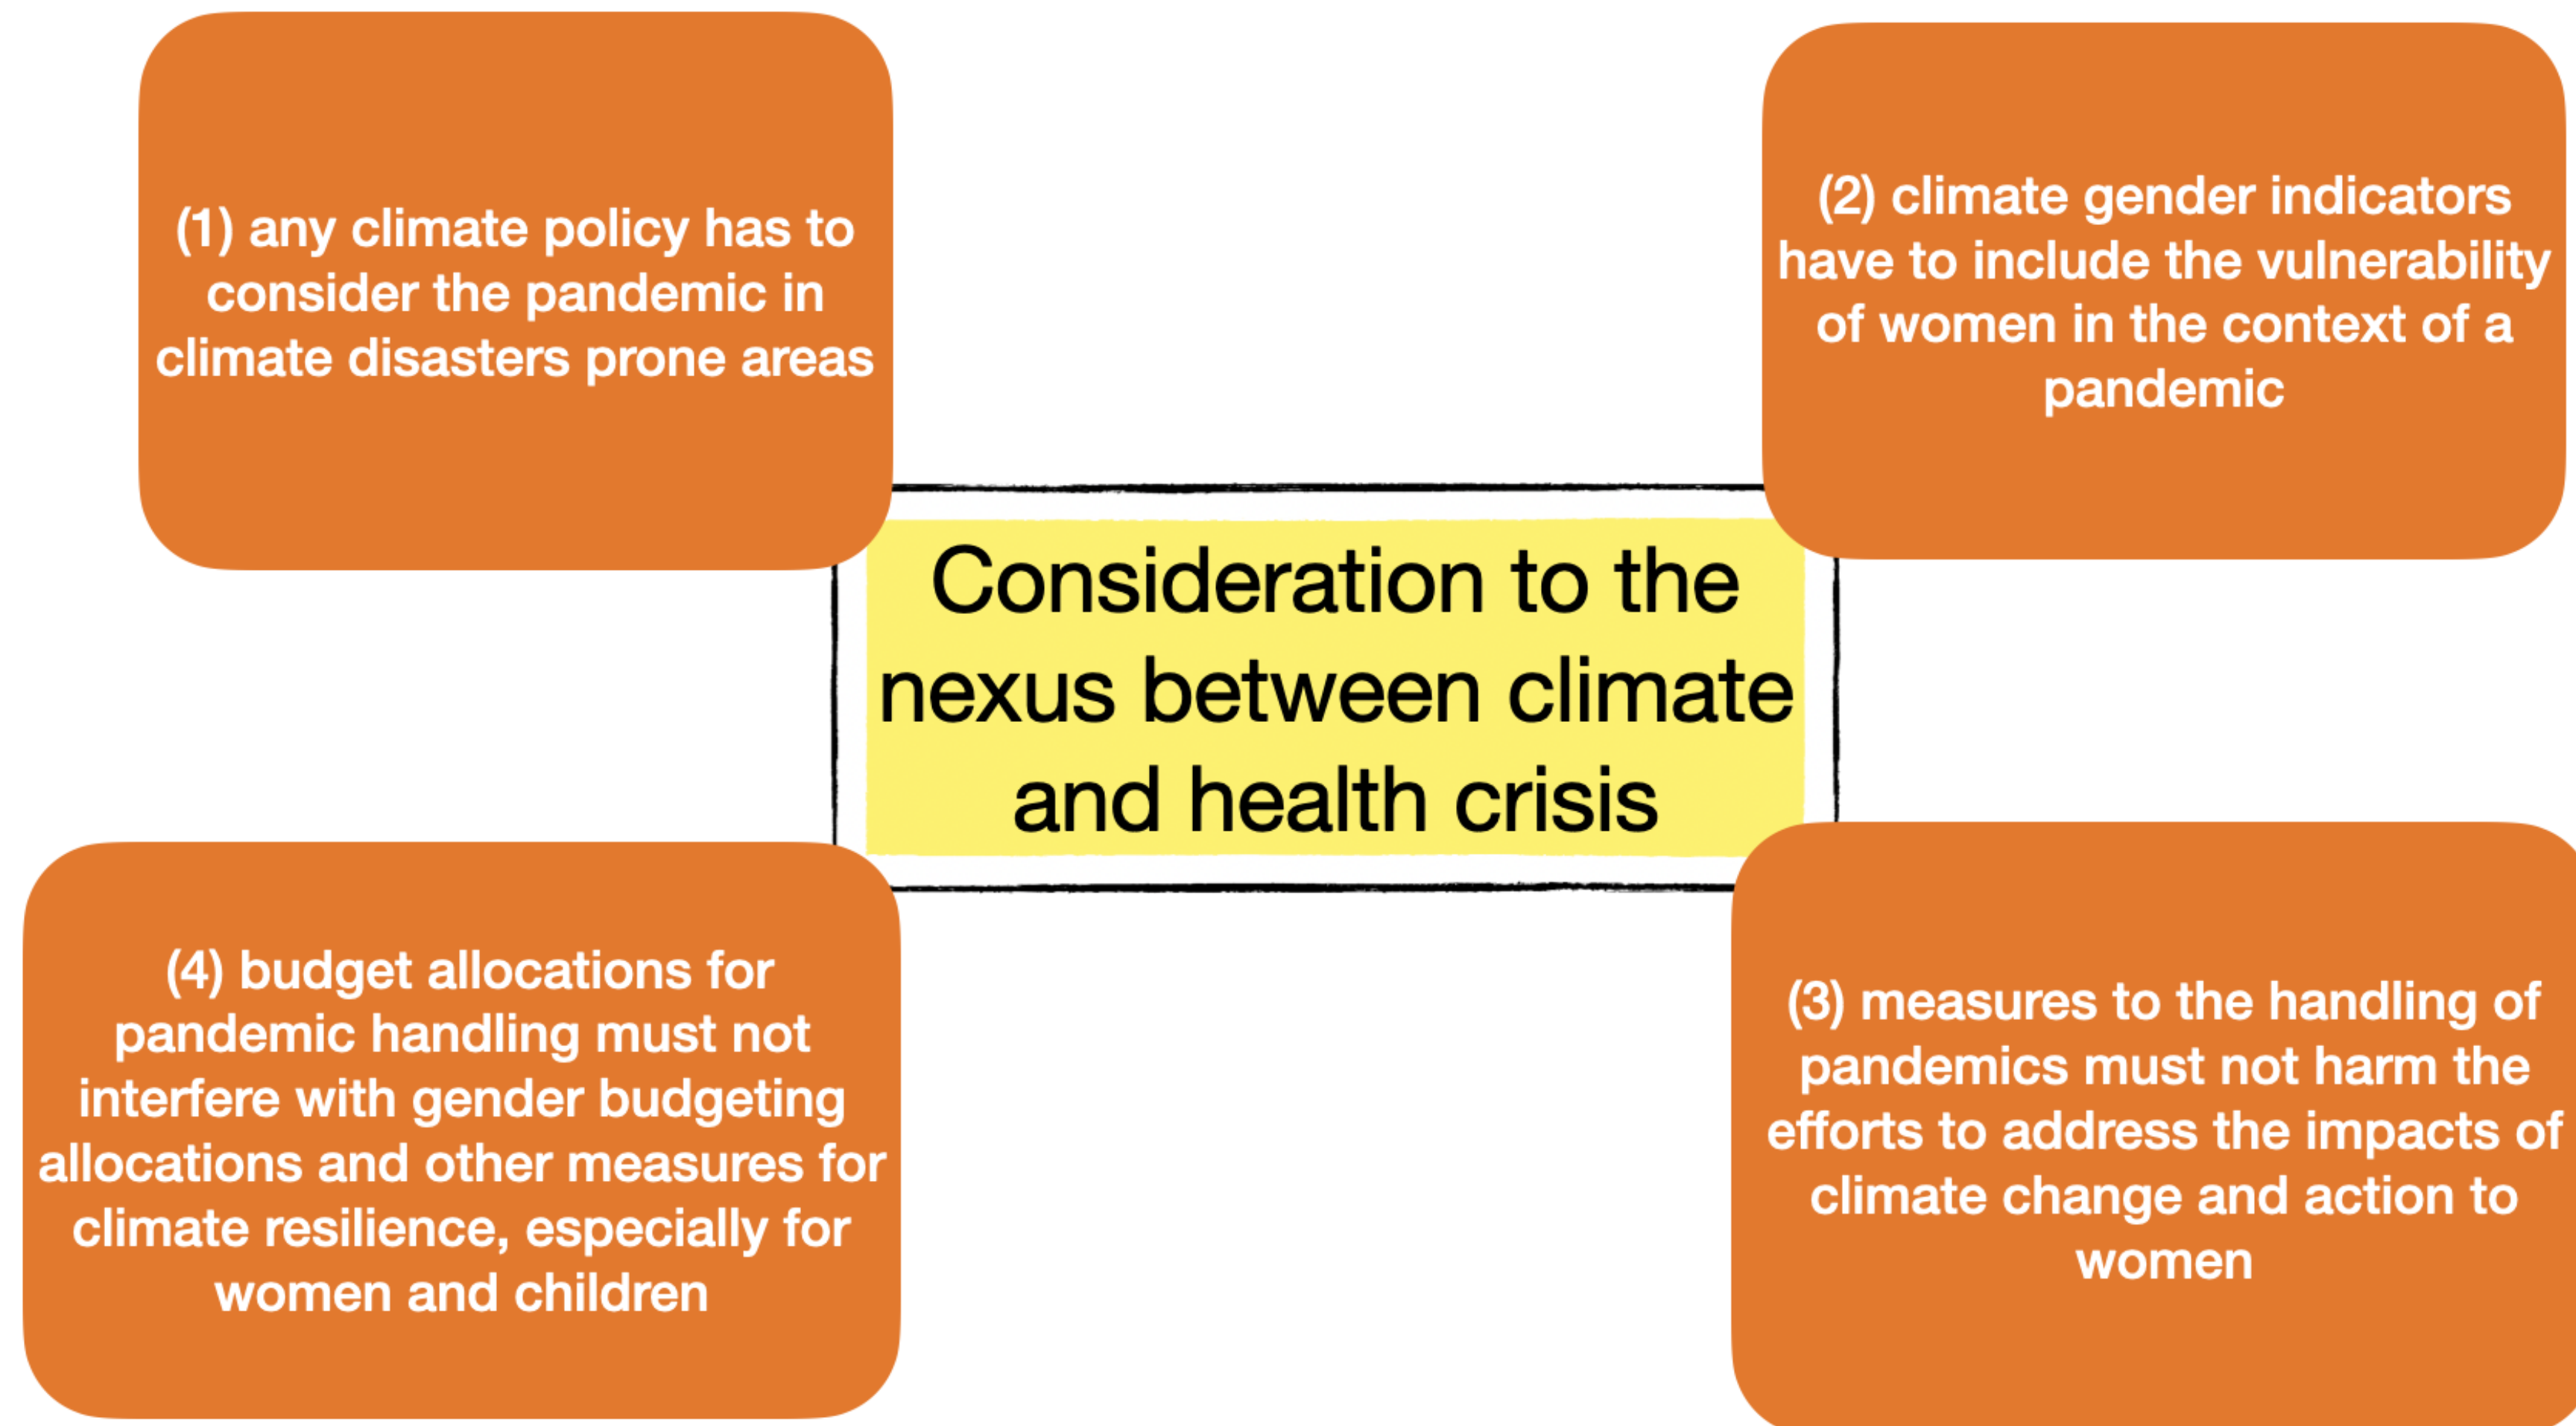 (1) any climate policy has to
consider the pandemic in
climate disasters prone areas
(2) climate gender indicators
have to include the vulnerability
of women in the context of a
pandemic
Consideration to the
nexus between climate
and health crisis
(4) budget allocations for
pandemic handling must not
interfere with gender budgeting
allocations and other measures for
climate resilience, especially for
women and children
(3) measures to the handling of
pandemics must not harm the
efforts to address the impacts of
climate change and action to
women